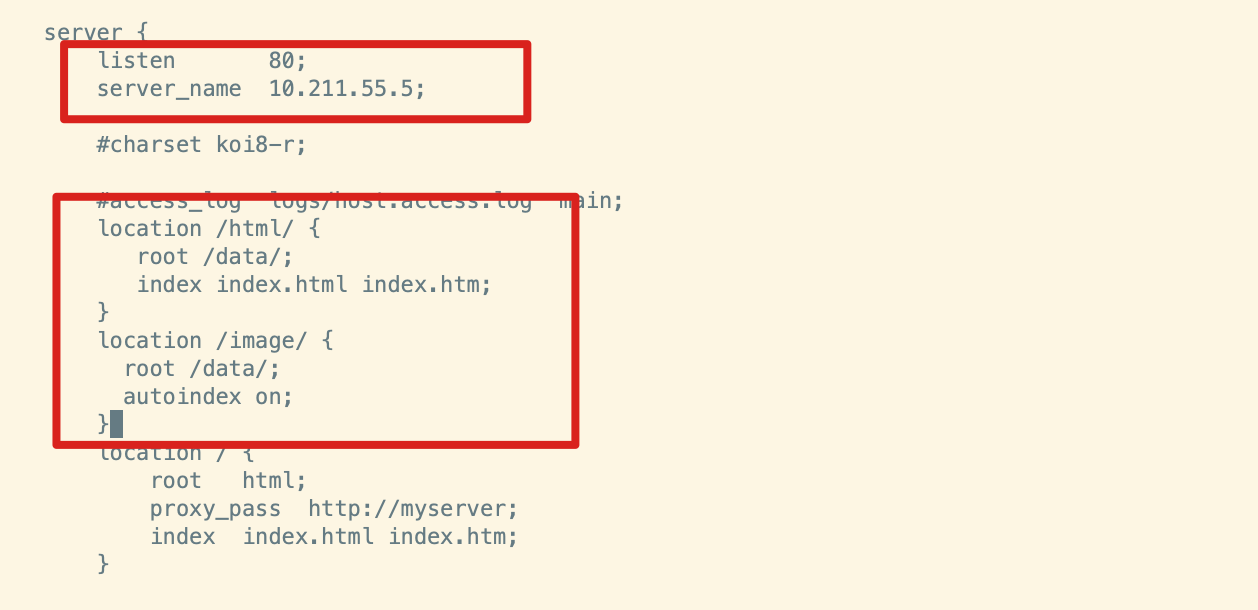 server {
    listen       80;
    server_name  10.211.55.5;
    #charset koi8-r;
    #access_log  logs/host.access.log  main;
    location /html/ {
       root /data/;
       index index.html index.htm;
    }
    location /image/ {
      root /data/;
      autoindex on;
    }
    location / {
        root   html;
        proxy_pass  http://myserver;
        index  index.html index.htm;
    }